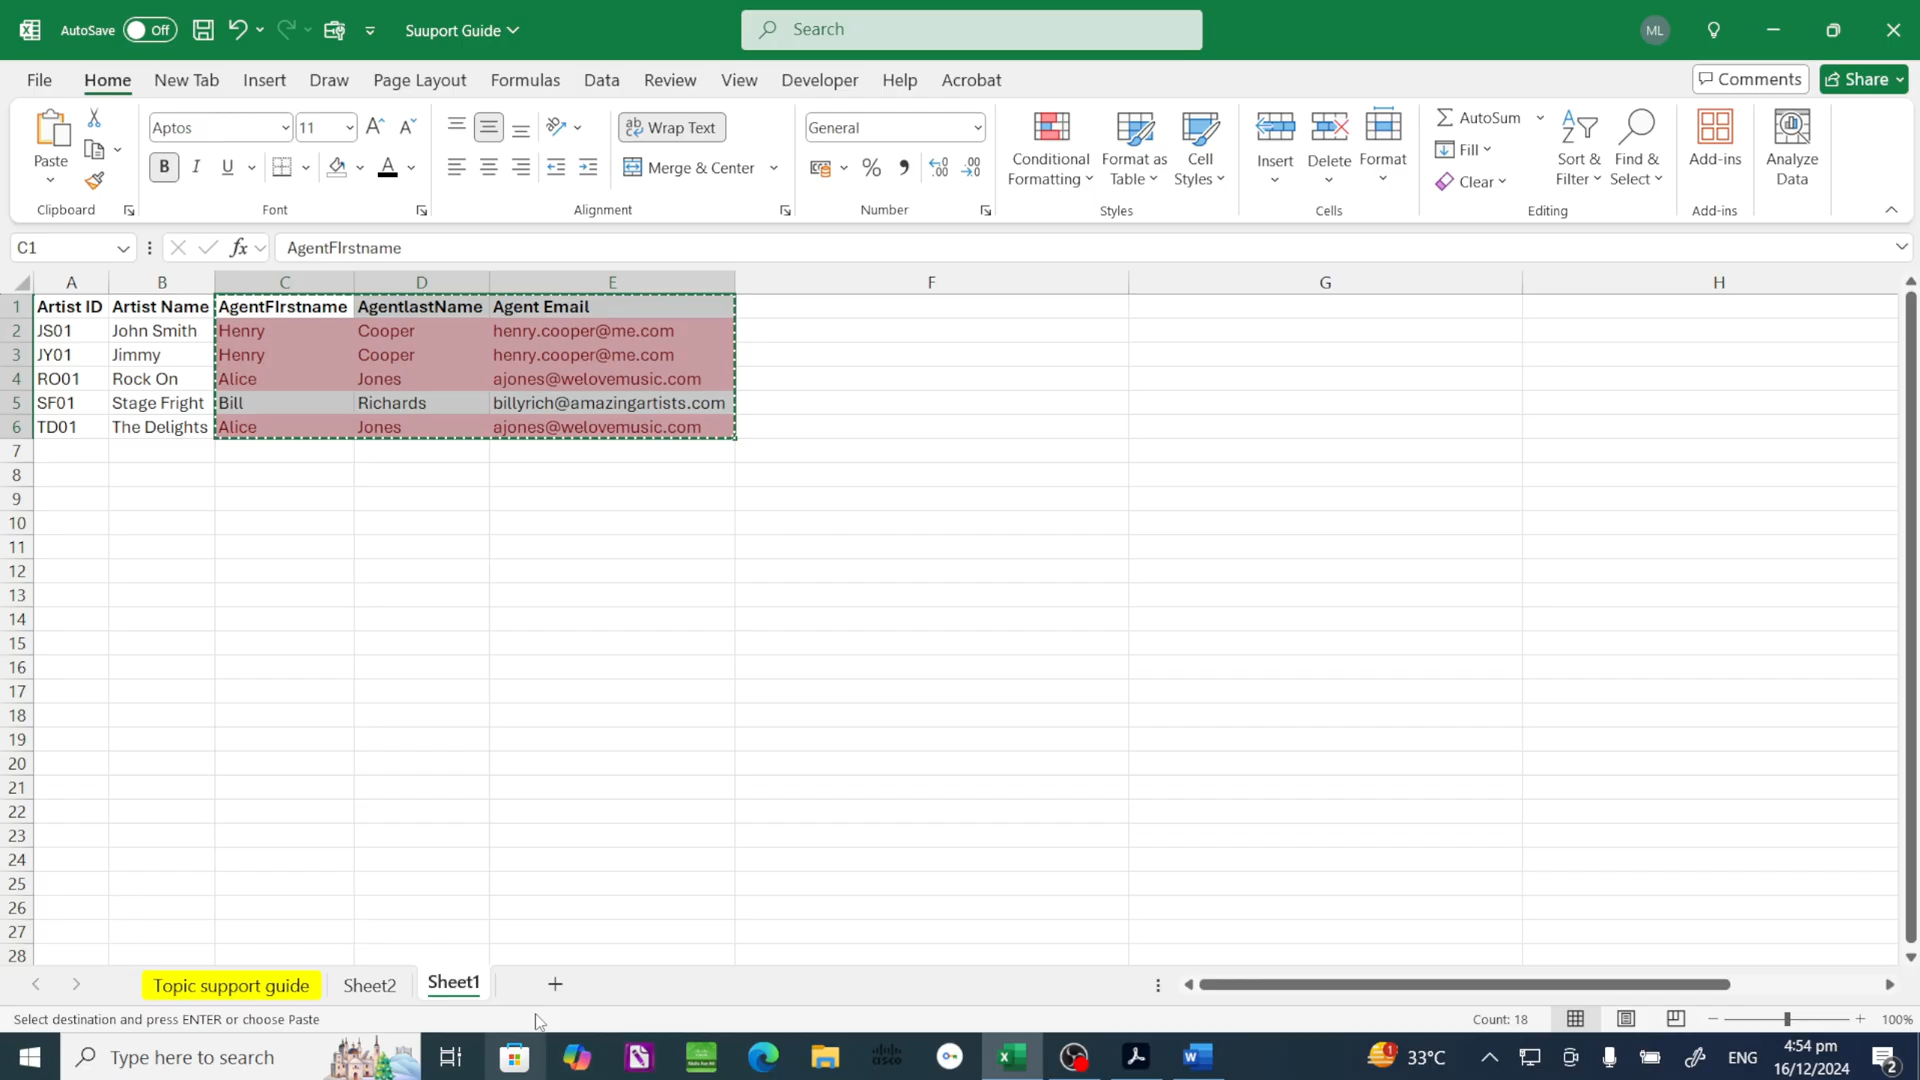 AutoSave Off Suuport Guide Search ML
File Home New Tab Insert Draw Page Layout Formulas Data Review View Developer Help Acrobat Comments Share
Paste Aptos 11 Wrap Text General Conditional Formatting Format as Table Cell Styles Insert Delete Format AutoSum Fill Clear Sort & Filter Find & Select Add-ins Analyze Data
B I U Merge & Center %
Clipboard Font Alignment Number Styles Cells Editing Add-ins
C1 fx AgentFIrstname
A B C D E F G H
1 Artist ID Artist Name AgentFIrstname AgentlastName Agent Email
2 JS01 John Smith Henry Cooper henry.cooper@me.com
3 JY01 Jimmy Henry Cooper henry.cooper@me.com
4 RO01 Rock On Alice Jones ajones@welovemusic.com
5 SF01 Stage Fright Bill Richards billyrich@amazingartists.com
6 TD01 The Delights Alice Jones ajones@welovemusic.com
7
8
9
10
11
12
13
14
15
16
17
18
19
20
21
22
23
24
25
26
27
28
Topic support guide Sheet2 Sheet1
Select destination and press ENTER or choose Paste Count: 18 100%
Type here to search cisco 33°C ENG 4:54 pm
16/12/2024 2